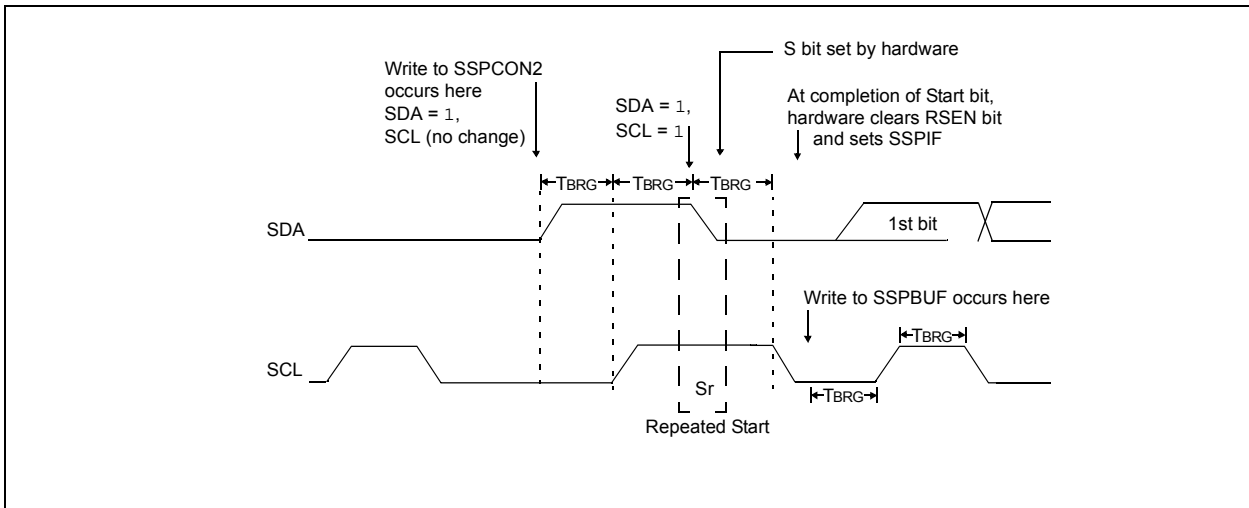 S bit set by hardware
Write to SSPCON2
occurs here
SDA = 1,
SCL (no change)
SDA = 1,
SCL = 1
At completion of Start bit,
hardware clears RSEN bit
and sets SSPIF
TBRG TBRG TBRG
SDA
1st bit
Write to SSPBUF occurs here
TBRG
SCL
Sr
TBRG
Repeated Start